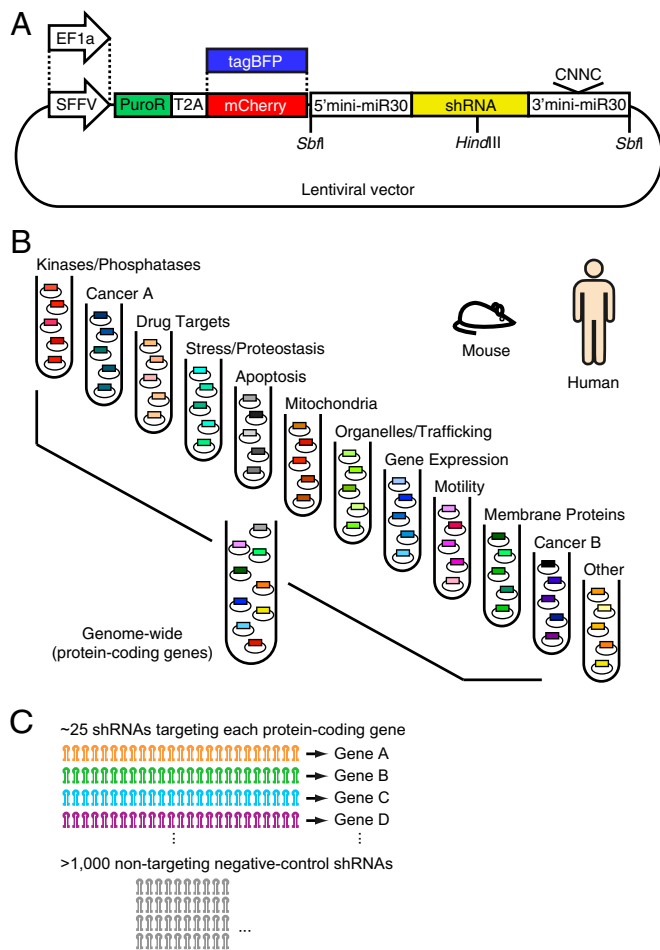 A
EF1a
tagBFP
CNNC
SFFV
PuroR
T2A
mCherry
5'mini-miR30
shRNA
3'mini-miR30
SbfI
HindIII
SbfI
Lentiviral vector
B
Kinases/Phosphatases
Cancer A
Drug Targets
Stress/Proteostasis
Apoptosis
Mitochondria
Organelles/Trafficking
Gene Expression
Motility
Membrane Proteins
Cancer B
Other
Mouse
Human
Genome-wide
(protein-coding genes)
C
~25 shRNAs targeting each protein-coding gene
Gene A
Gene B
Gene C
Gene D
⋮ ⋮
>1,000 non-targeting negative-control shRNAs
...